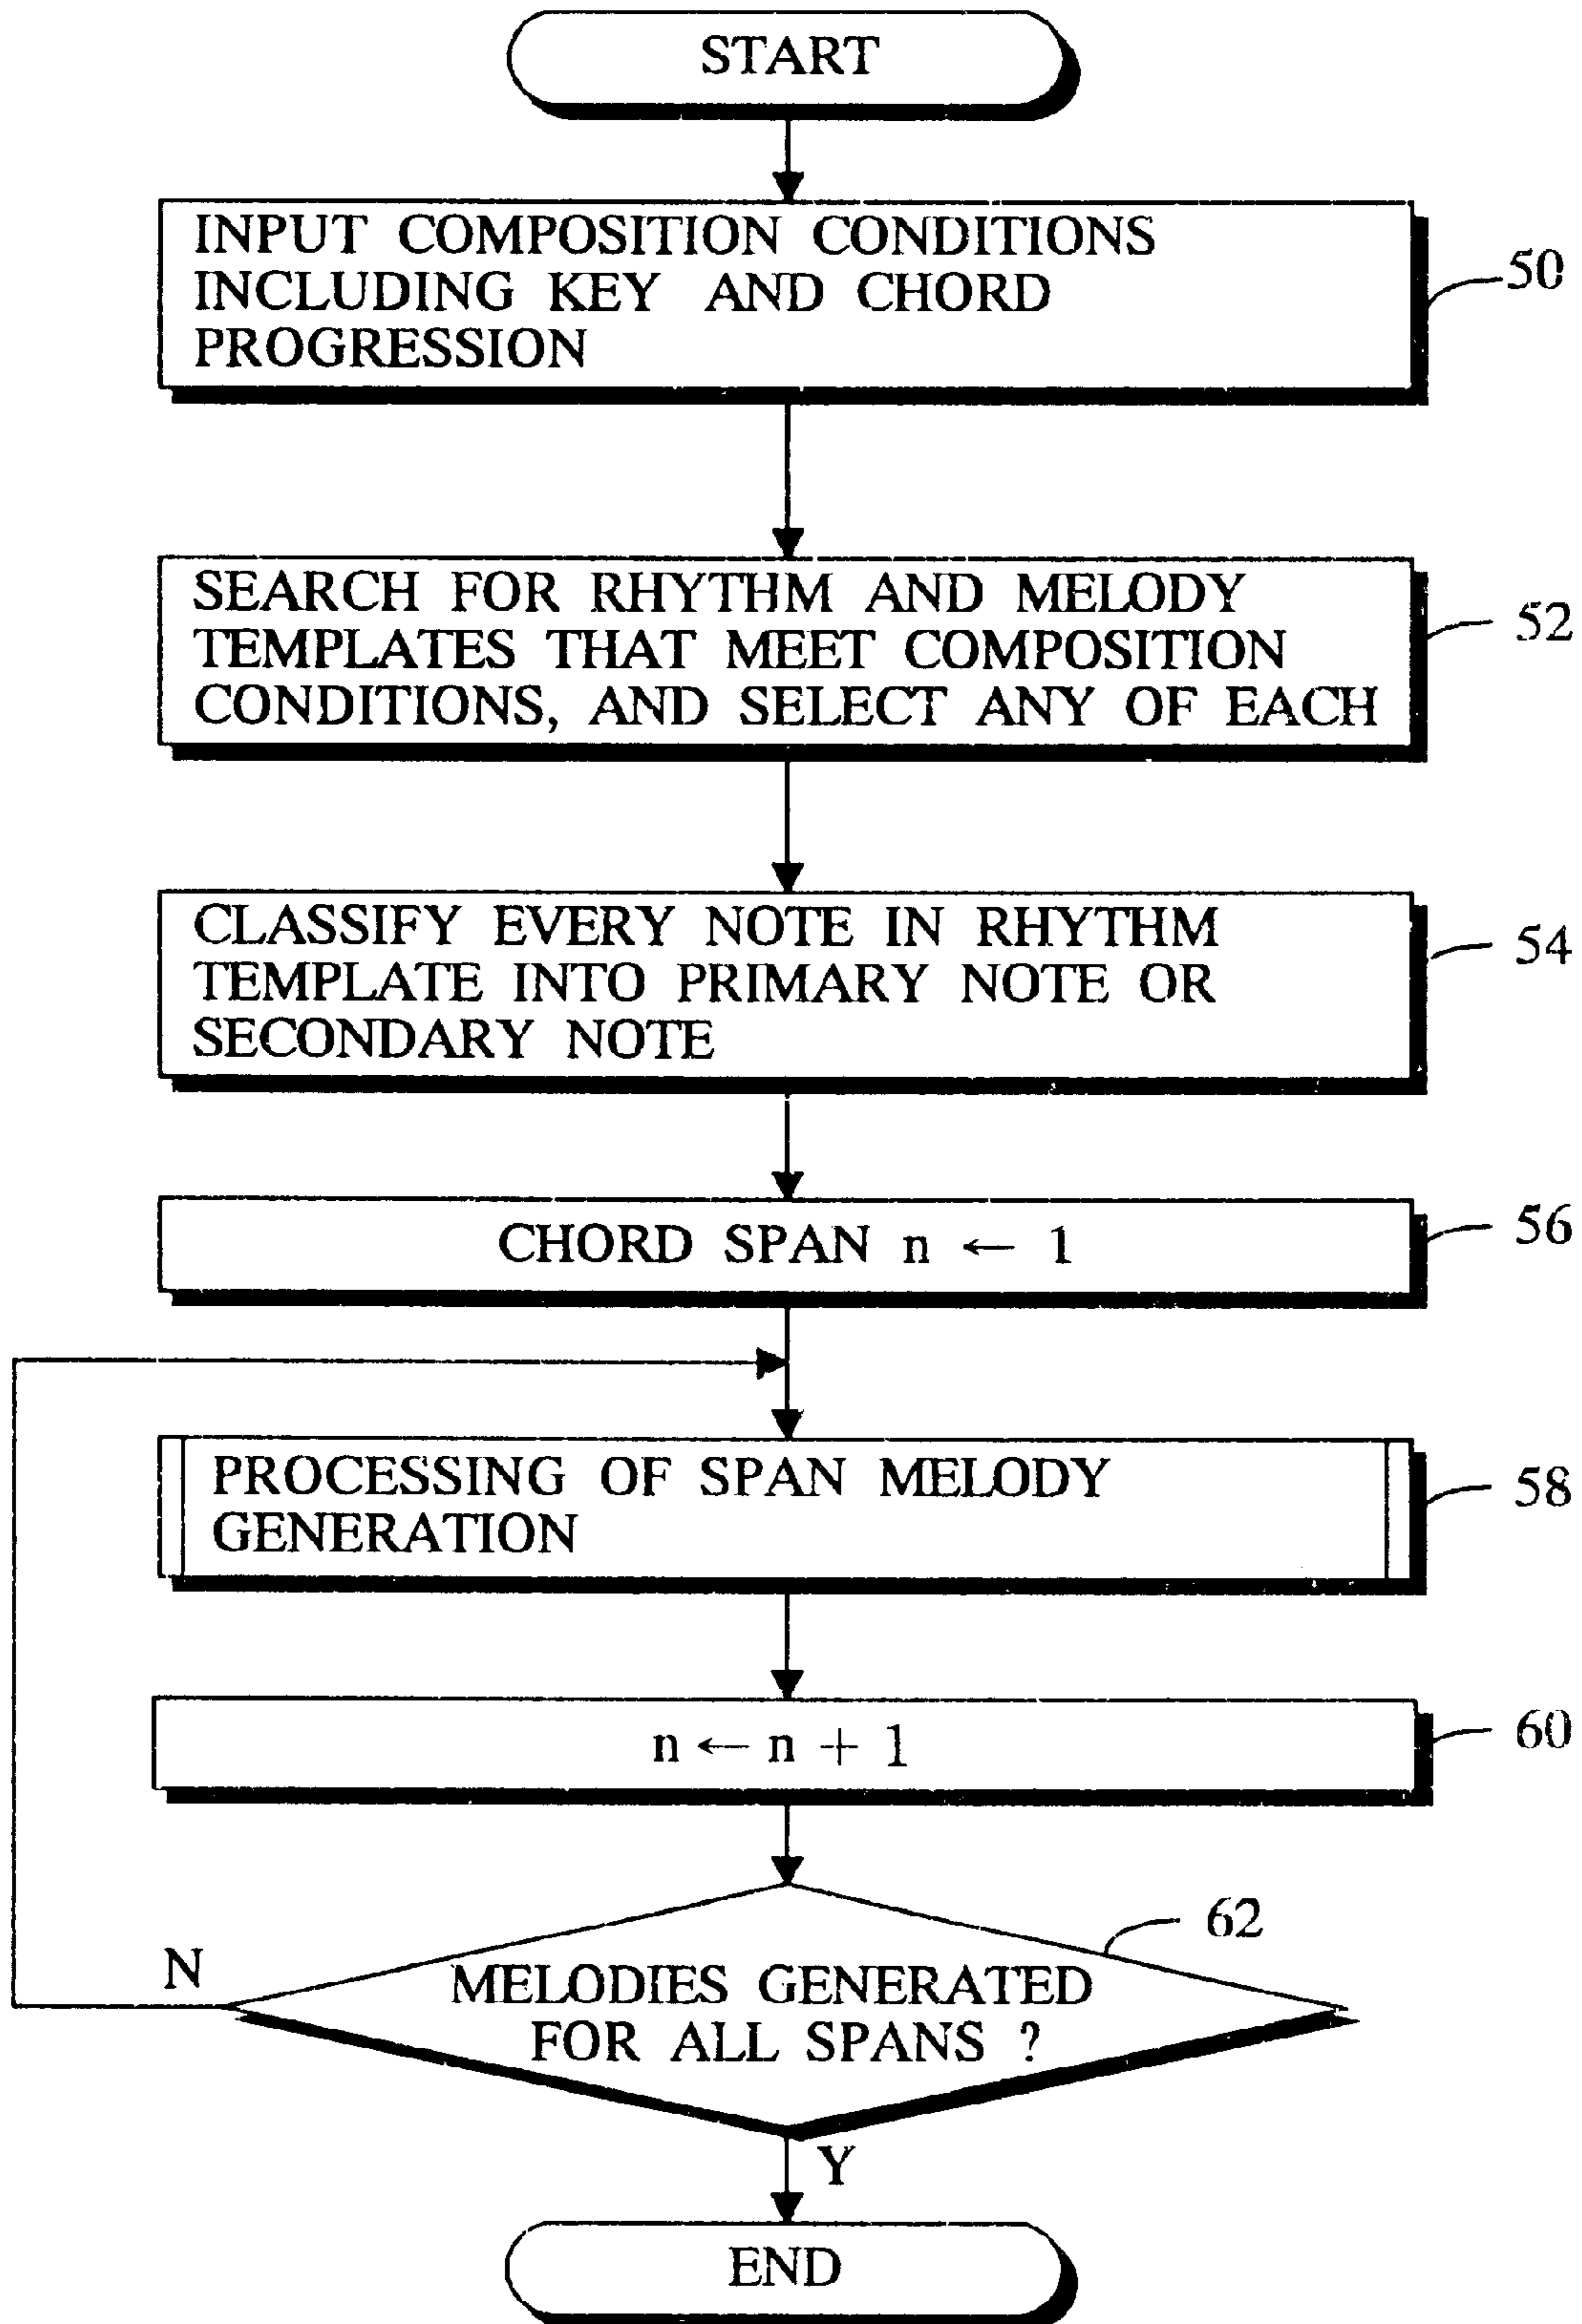 START
INPUT COMPOSITION CONDITIONS
INCLUDING KEY AND CHORD
PROGRESSION
50
SEARCH FOR RHYTHM AND MELODY
TEMPLATES THAT MEET COMPOSITION
CONDITIONS, AND SELECT ANY OF EACH
52
CLASSIFY EVERY NOTE IN RHYTHM
TEMPLATE INTO PRIMARY NOTE OR
SECONDARY NOTE
54
CHORD SPAN n ← 1
56
PROCESSING OF SPAN MELODY
GENERATION
58
n ← n + 1
60
62
N
MELODIES GENERATED
FOR ALL SPANS ?
Y
END